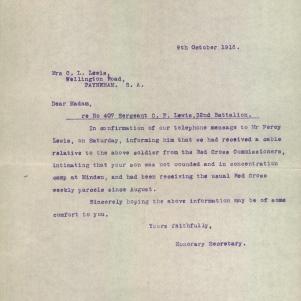 9th October 1916.
Mrs C. L. Lewis,
Wellington Road,
PAYNEHAM. S. A.
Dear Madam,
re No 407 Sergeant C. P. Lewis, 32nd Battalion.
In confirmation of our telephone message to Mr Percy
Lewis, on Saturday, informing him that we had received a cable
relative to the above soldier from the Red Cross Commissioners,
intimating that your son was not wounded and in concentration
camp at Minden, and had been receiving the usual Red Cross
weekly parcels since August.
Sincerely hoping the above information may be of some
comfort to you.
Yours faithfully,
Honorary Secretary.